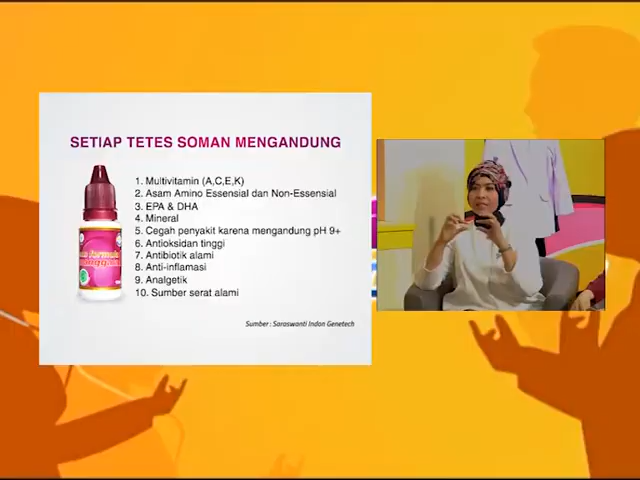 SETIAP TETES SOMAN MENGANDUNG
1. Multivitamin (A,C,E,K)
2. Asam Amino Essensial dan Non-Essensial
3. EPA & DHA
4. Mineral
5. Cegah penyakit karena mengandung pH 9+
6. Antioksidan tinggi
7. Antibiotik alami
8. Anti-inflamasi
9. Analgetik
10. Sumber serat alami
Sumber : Saraswanti Indon Genetech